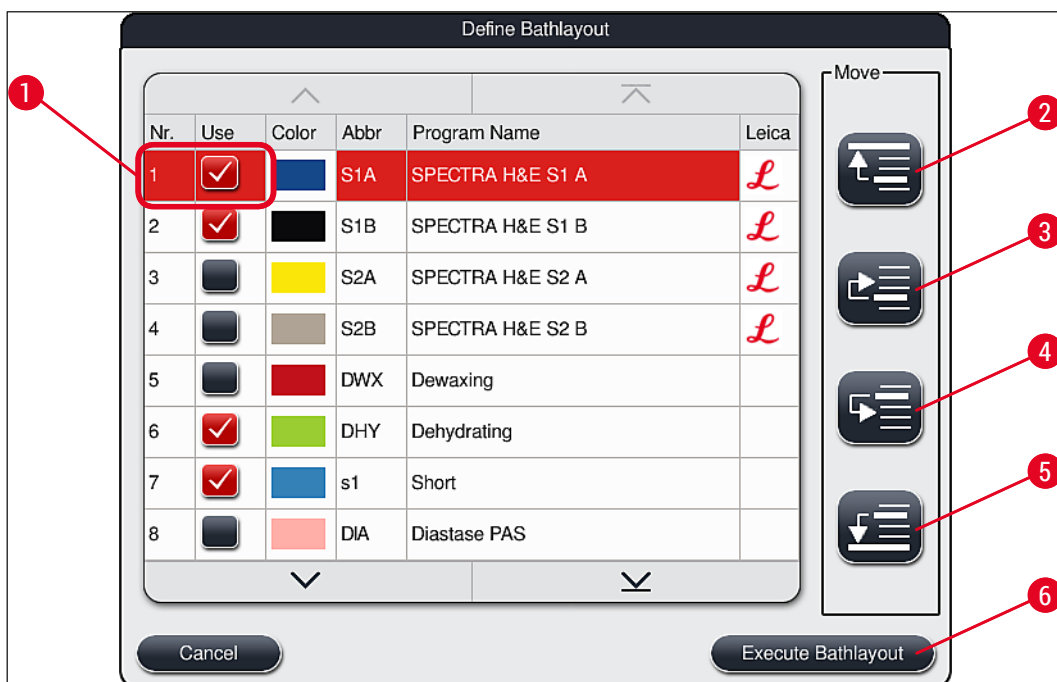 Define Bathlayout
Move
1
Nr. Use Color Abbr Program Name Leica
1 S1A SPECTRA H&E S1 A L
2 S1B SPECTRA H&E S1 B L
3 S2A SPECTRA H&E S2 A L
4 S2B SPECTRA H&E S2 B L
5 DWX Dewaxing
6 DHY Dehydrating
7 s1 Short
8 DIA Diastase PAS
2
3
4
5
6
Cancel
Execute Bathlayout